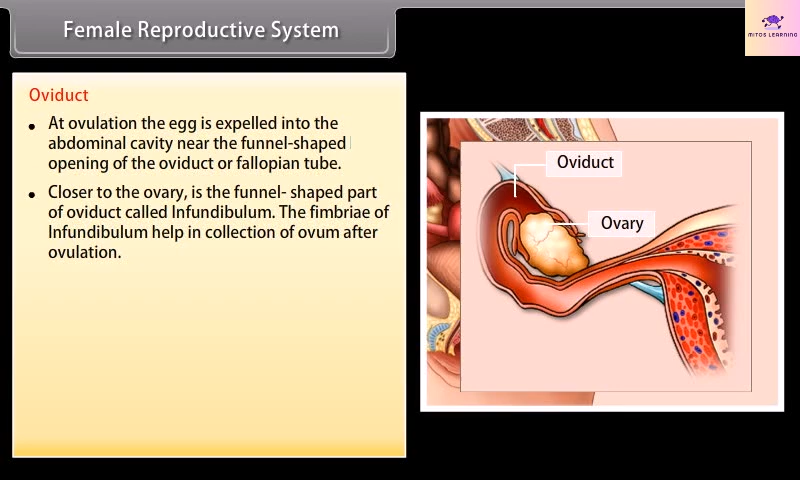 Female Reproductive System
MITOS LEARNING
Oviduct
• At ovulation the egg is expelled into the
abdominal cavity near the funnel-shaped
opening of the oviduct or fallopian tube.
• Closer to the ovary, is the funnel- shaped part
of oviduct called Infundibulum. The fimbriae of
Infundibulum help in collection of ovum after
ovulation.
Oviduct
Ovary